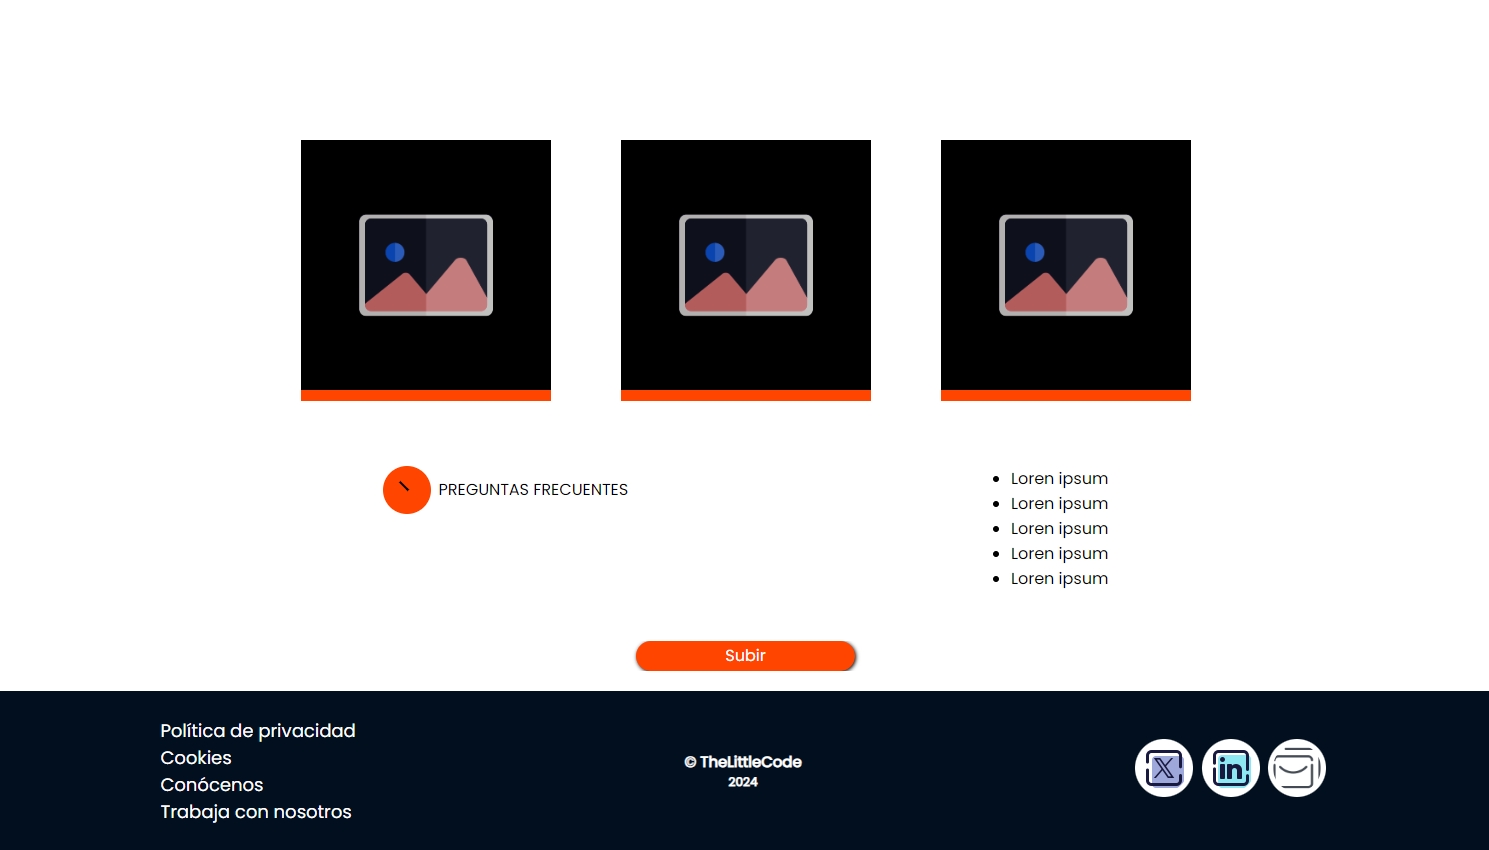 PREGUNTAS FRECUENTES
Loren ipsum
Loren ipsum
Loren ipsum
Loren ipsum
Loren ipsum
Subir
Política de privacidad
Cookies
Conócenos
Trabaja con nosotros
© TheLittleCode
2024
X
in